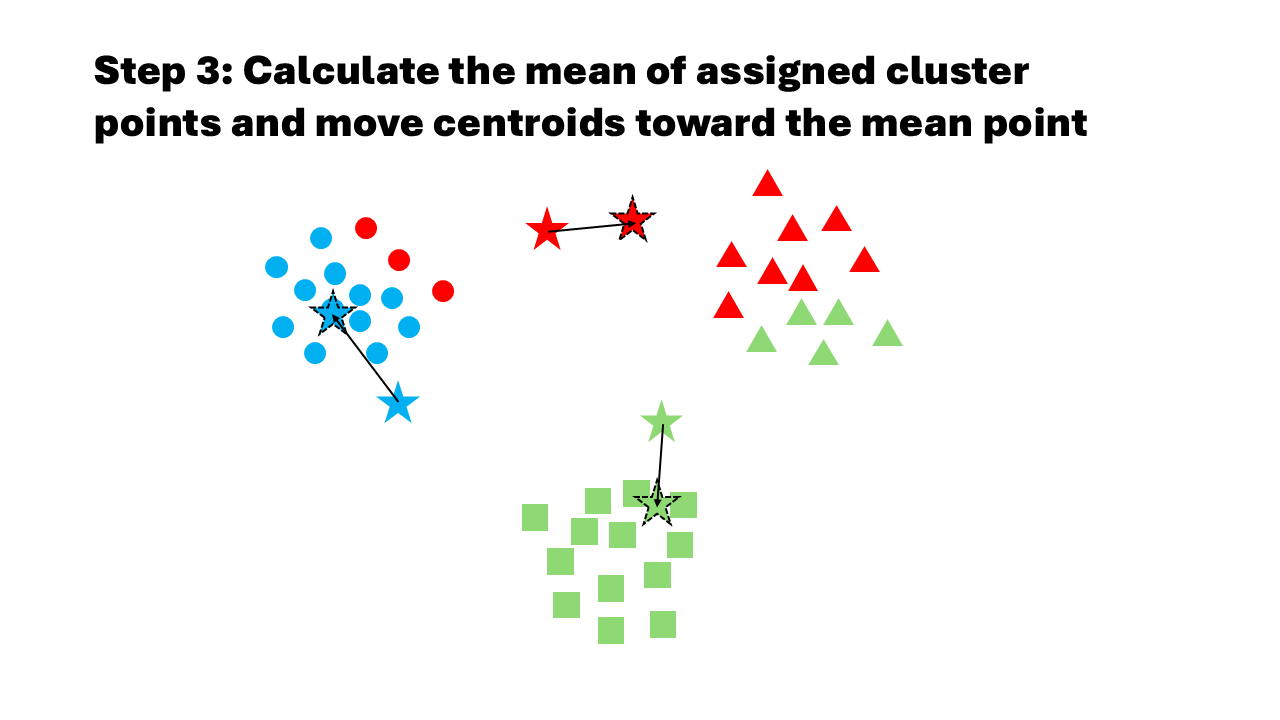 Step 3: Calculate the mean of assigned cluster
points and move centroids toward the mean point